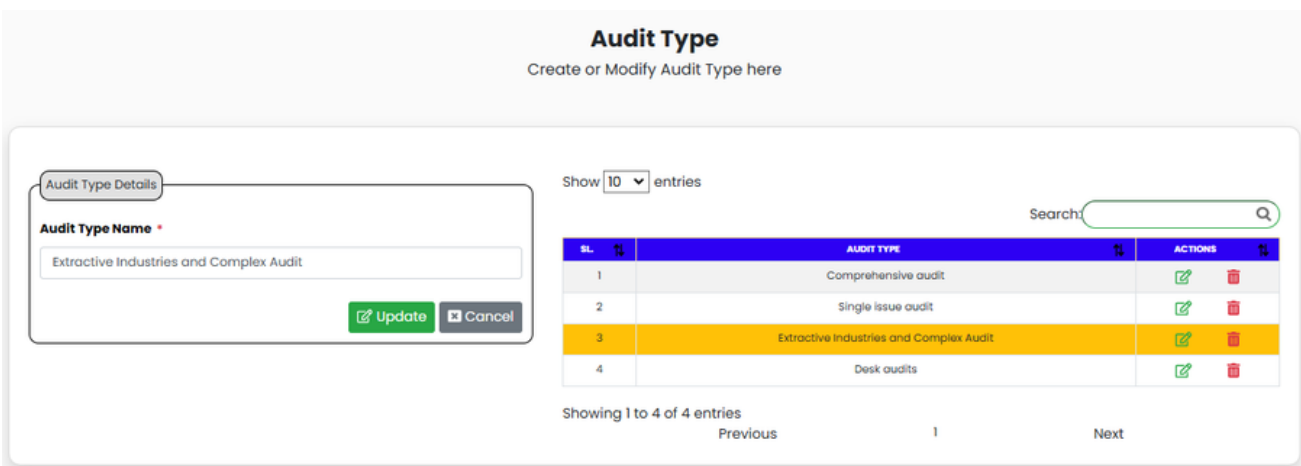 Audit Type
Create or Modify Audit Type here
Audit Type Details
Audit Type Name *
Extractive Industries and Complex Audit
Update Cancel
Show 10 entries
Search:
SL. AUDIT TYPE ACTIONS
1 Comprehensive audit
2 Single issue audit
3 Extractive Industries and Complex Audit
4 Desk audits
Showing 1 to 4 of 4 entries
Previous 1 Next